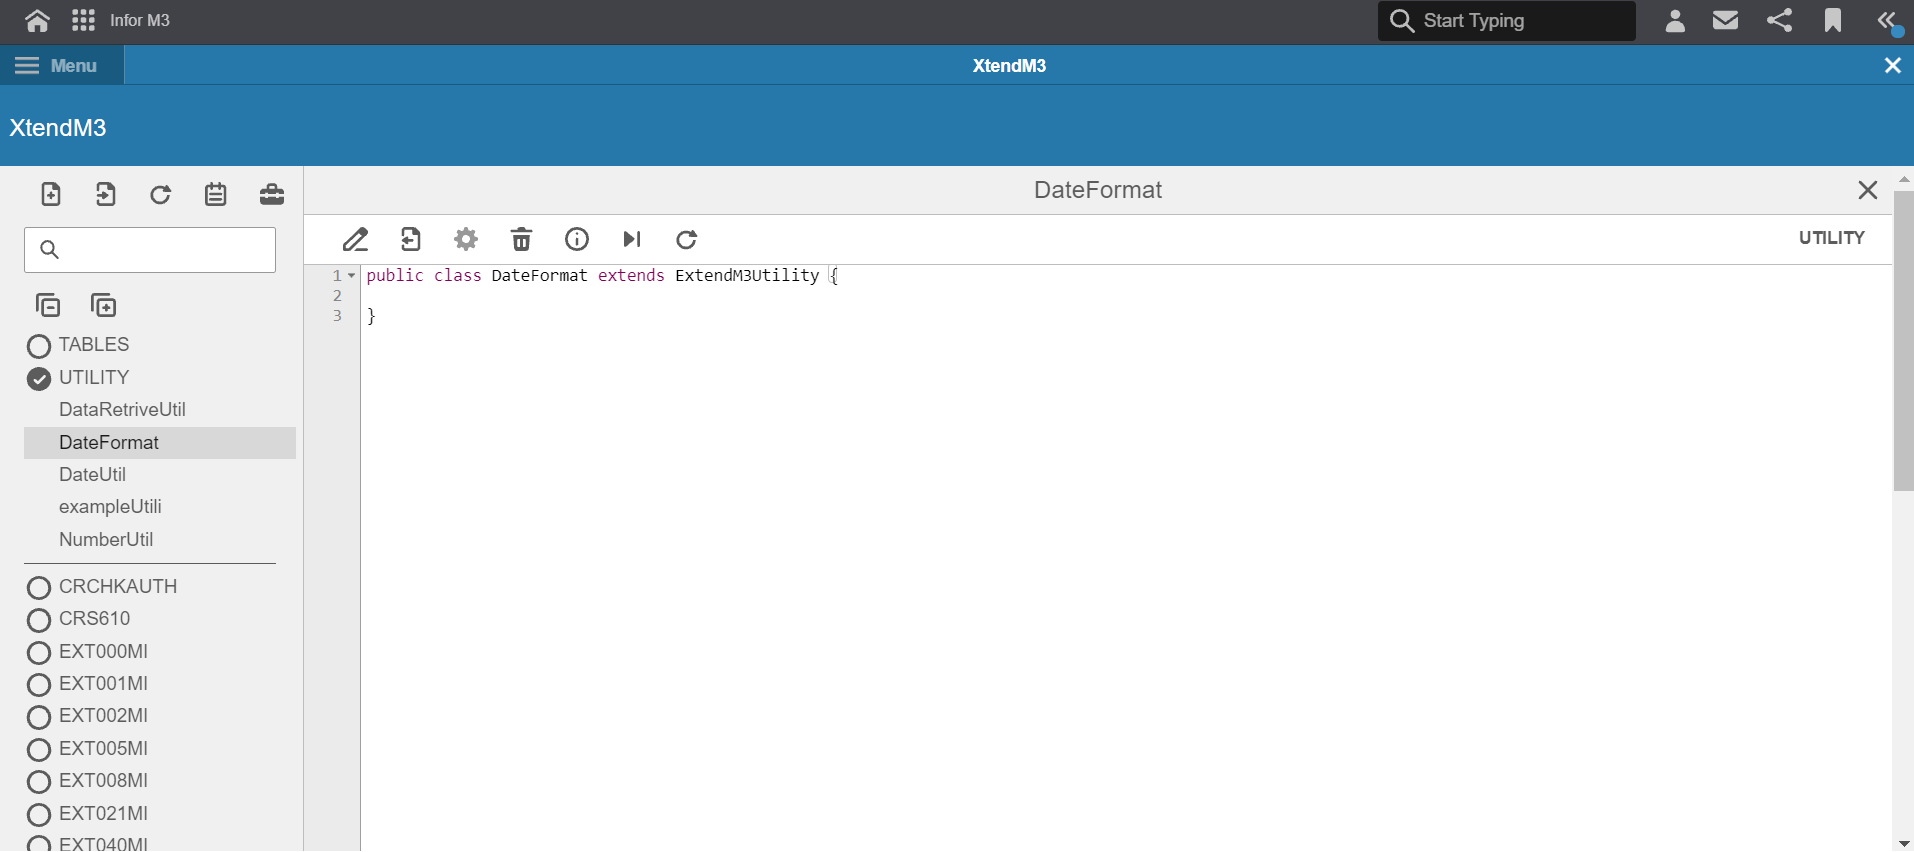 Infor M3
Start Typing
Menu
XtendM3
XtendM3
DateFormat
UTILITY
1 public class DateFormat extends ExtendM3Utility {
2
3 }
TABLES
UTILITY
DataRetriveUtil
DateFormat
DateUtil
exampleUtili
NumberUtil
CRCHKAUTH
CRS610
EXT000MI
EXT001MI
EXT002MI
EXT005MI
EXT008MI
EXT021MI
EXT040MI